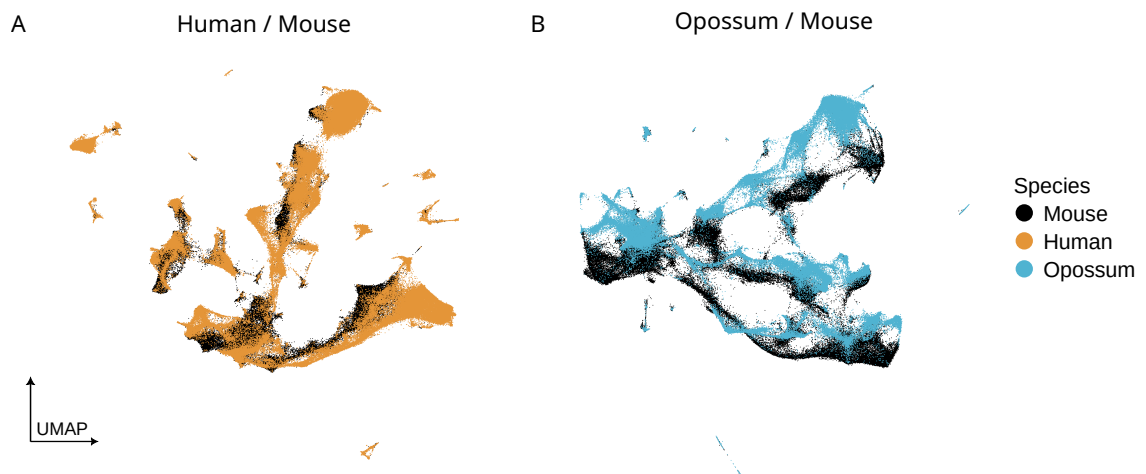 A
Human / Mouse
B
Opossum / Mouse
Species
Mouse
Human
Opossum
UMAP